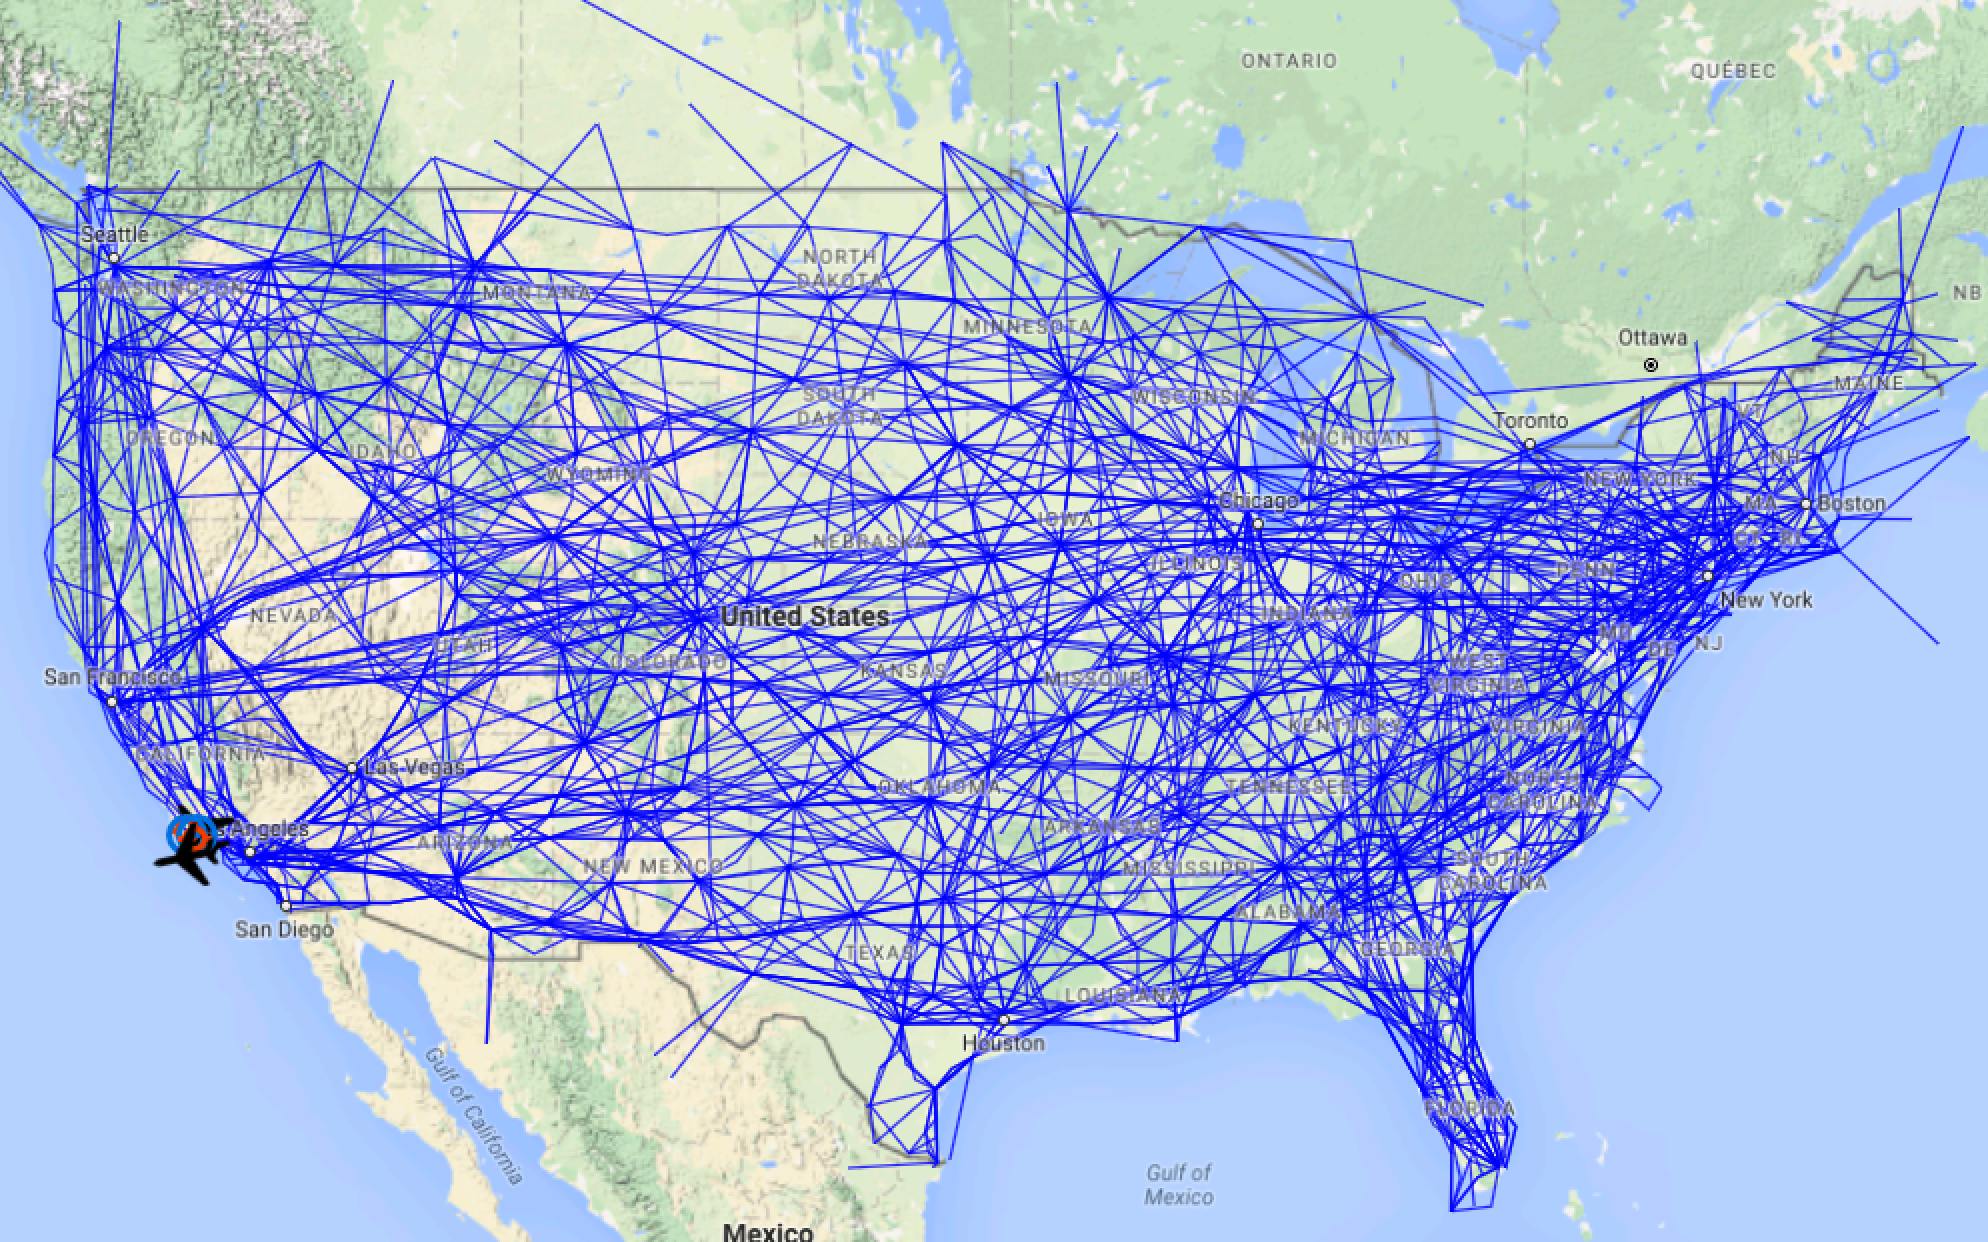 ONTARIO
QUÉBEC
Seattle
WASHINGTON
MONTANA
NORTH
DAKOTA
NB
MINNESOTA
Ottawa
SOUTH
DAKOTA
WISCONSIN
MAINE
VT
Toronto
OREGON
IDAHO
MICHIGAN
NH
WYOMING
NEW YORK
Chicago
MA
Boston
IOWA
NEBRASKA
CT
RI
ILLINOIS
OHIO
PENN
New York
NEVADA
United States
INDIANA
MD
DE
NJ
UTAH
COLORADO
KANSAS
MISSOURI
WEST
VIRGINIA
San Francisco
KENTUCKY
VIRGINIA
CALIFORNIA
Las Vegas
OKLAHOMA
TENNESSEE
NORTH
CAROLINA
Angeles
ARIZONA
ARKANSAS
NEW MEXICO
MISSISSIPPI
SOUTH
CAROLINA
San Diego
ALABAMA
TEXAS
GEORGIA
LOUISIANA
Houston
Gulf of California
FLORIDA
Gulf of
Mexico
Mexico